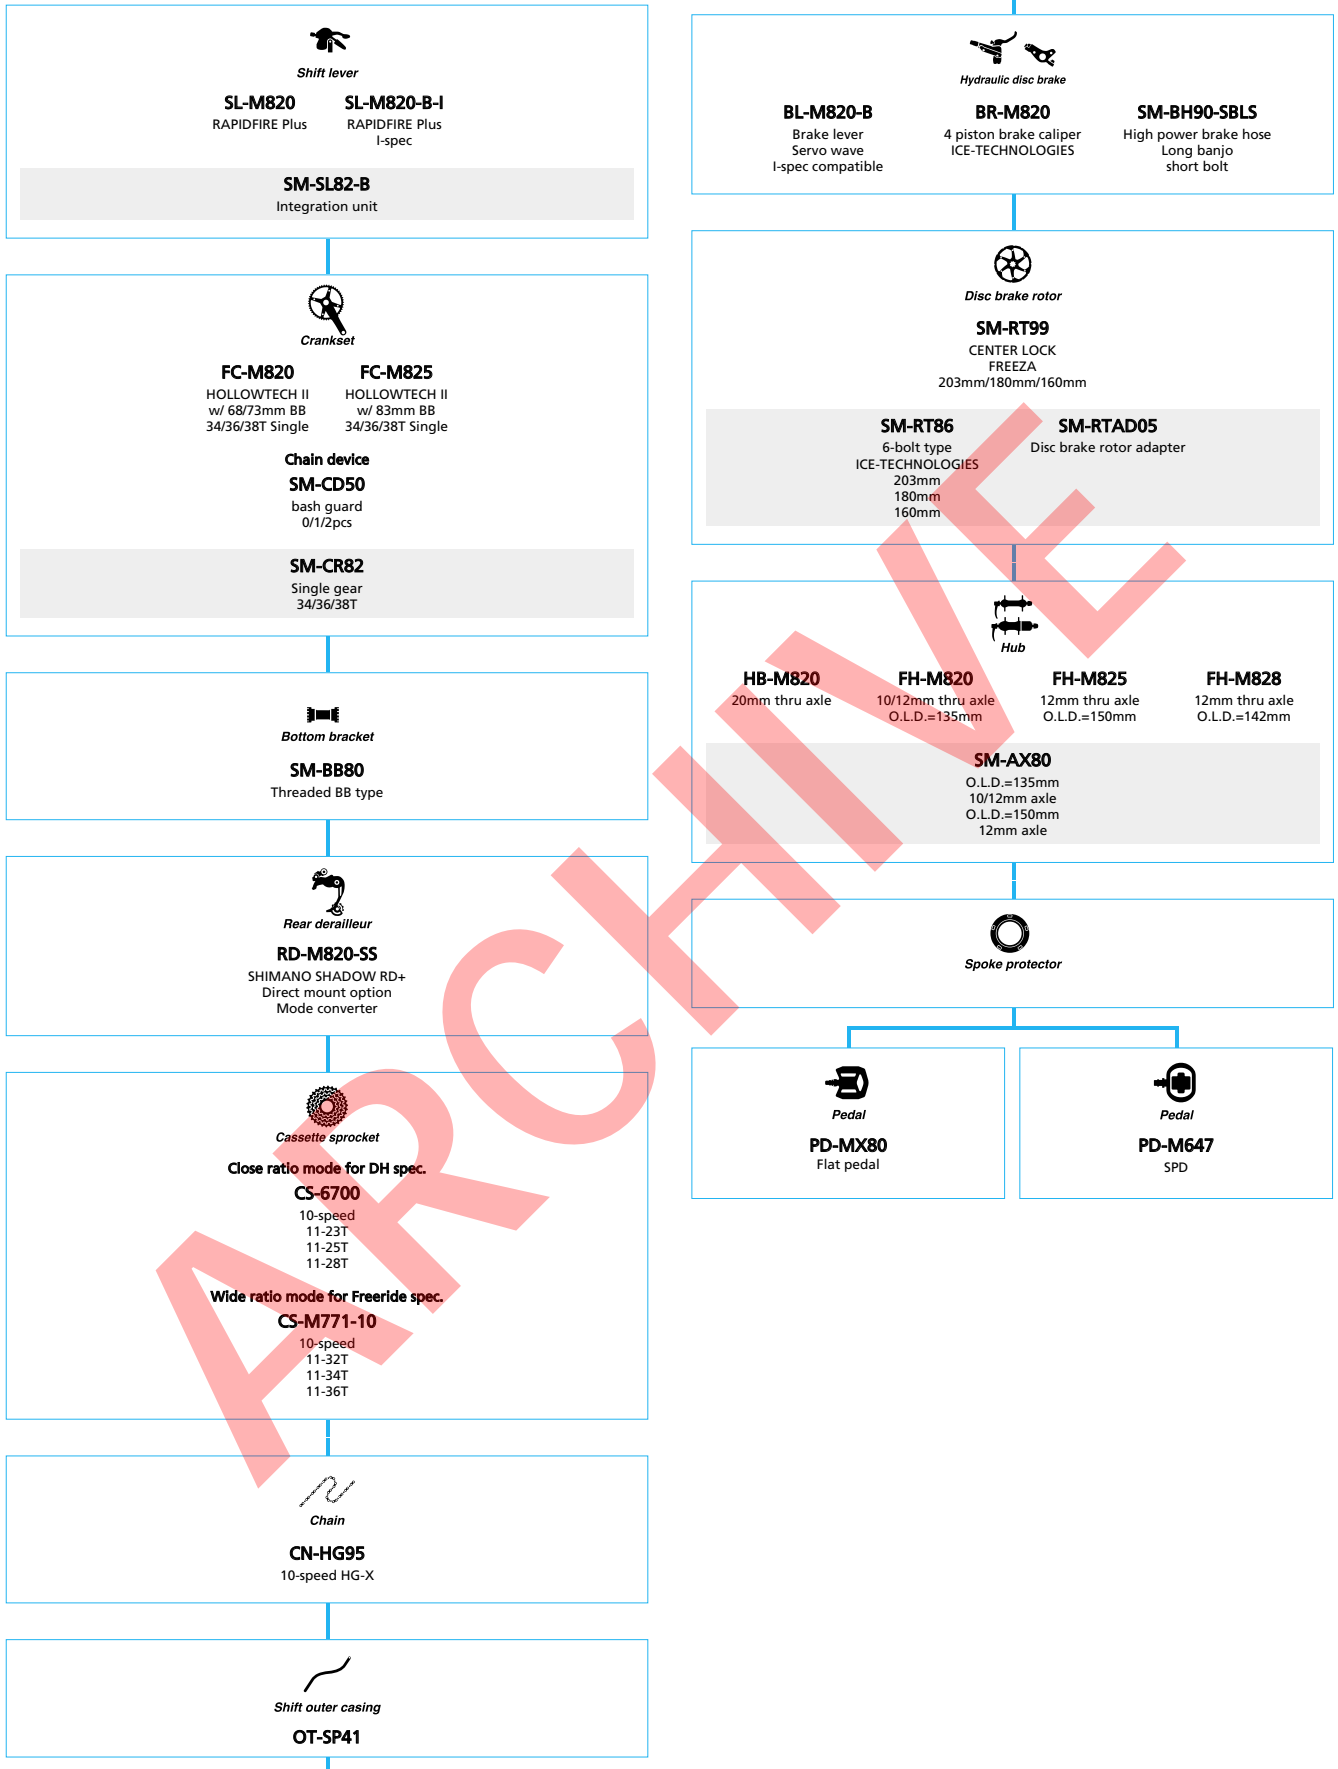 Shift lever
SL-M820 SL-M820-B-I
RAPIDFIRE Plus RAPIDFIRE Plus
I-spec
SM-SL82-B
Integration unit
Crankset
FC-M820 FC-M825
HOLLOWTECH II HOLLOWTECH II
w/ 68/73mm BB w/ 83mm BB
34/36/38T Single 34/36/38T Single
Chain device
SM-CD50
bash guard
0/1/2pcs
SM-CR82
Single gear
34/36/38T
Bottom bracket
SM-BB80
Threaded BB type
Rear derailleur
RD-M820-SS
SHIMANO SHADOW RD+
Direct mount option
Mode converter
Cassette sprocket
Close ratio mode for DH spec.
CS-6700
10-speed
11-23T
11-25T
11-28T
Wide ratio mode for Freeride spec.
CS-M771-10
10-speed
11-32T
11-34T
11-36T
Chain
CN-HG95
10-speed HG-X
Shift outer casing
OT-SP41
Hydraulic disc brake
BL-M820-B BR-M820 SM-BH90-SBLS
Brake lever 4 piston brake caliper High power brake hose
Servo wave ICE-TECHNOLOGIES Long banjo
I-spec compatible short bolt
Disc brake rotor
SM-RT99
CENTER LOCK
FREEZA
203mm/180mm/160mm
SM-RT86 SM-RTAD05
6-bolt type Disc brake rotor adapter
ICE-TECHNOLOGIES
203mm
180mm
160mm
Hub
HB-M820 FH-M820 FH-M825 FH-M828
20mm thru axle 10/12mm thru axle 12mm thru axle 12mm thru axle
O.L.D.=135mm O.L.D.=150mm O.L.D.=142mm
SM-AX80
O.L.D.=135mm
10/12mm axle
O.L.D.=150mm
12mm axle
Spoke protector
Pedal Pedal
PD-MX80 PD-M647
Flat pedal SPD
ARCHIVE